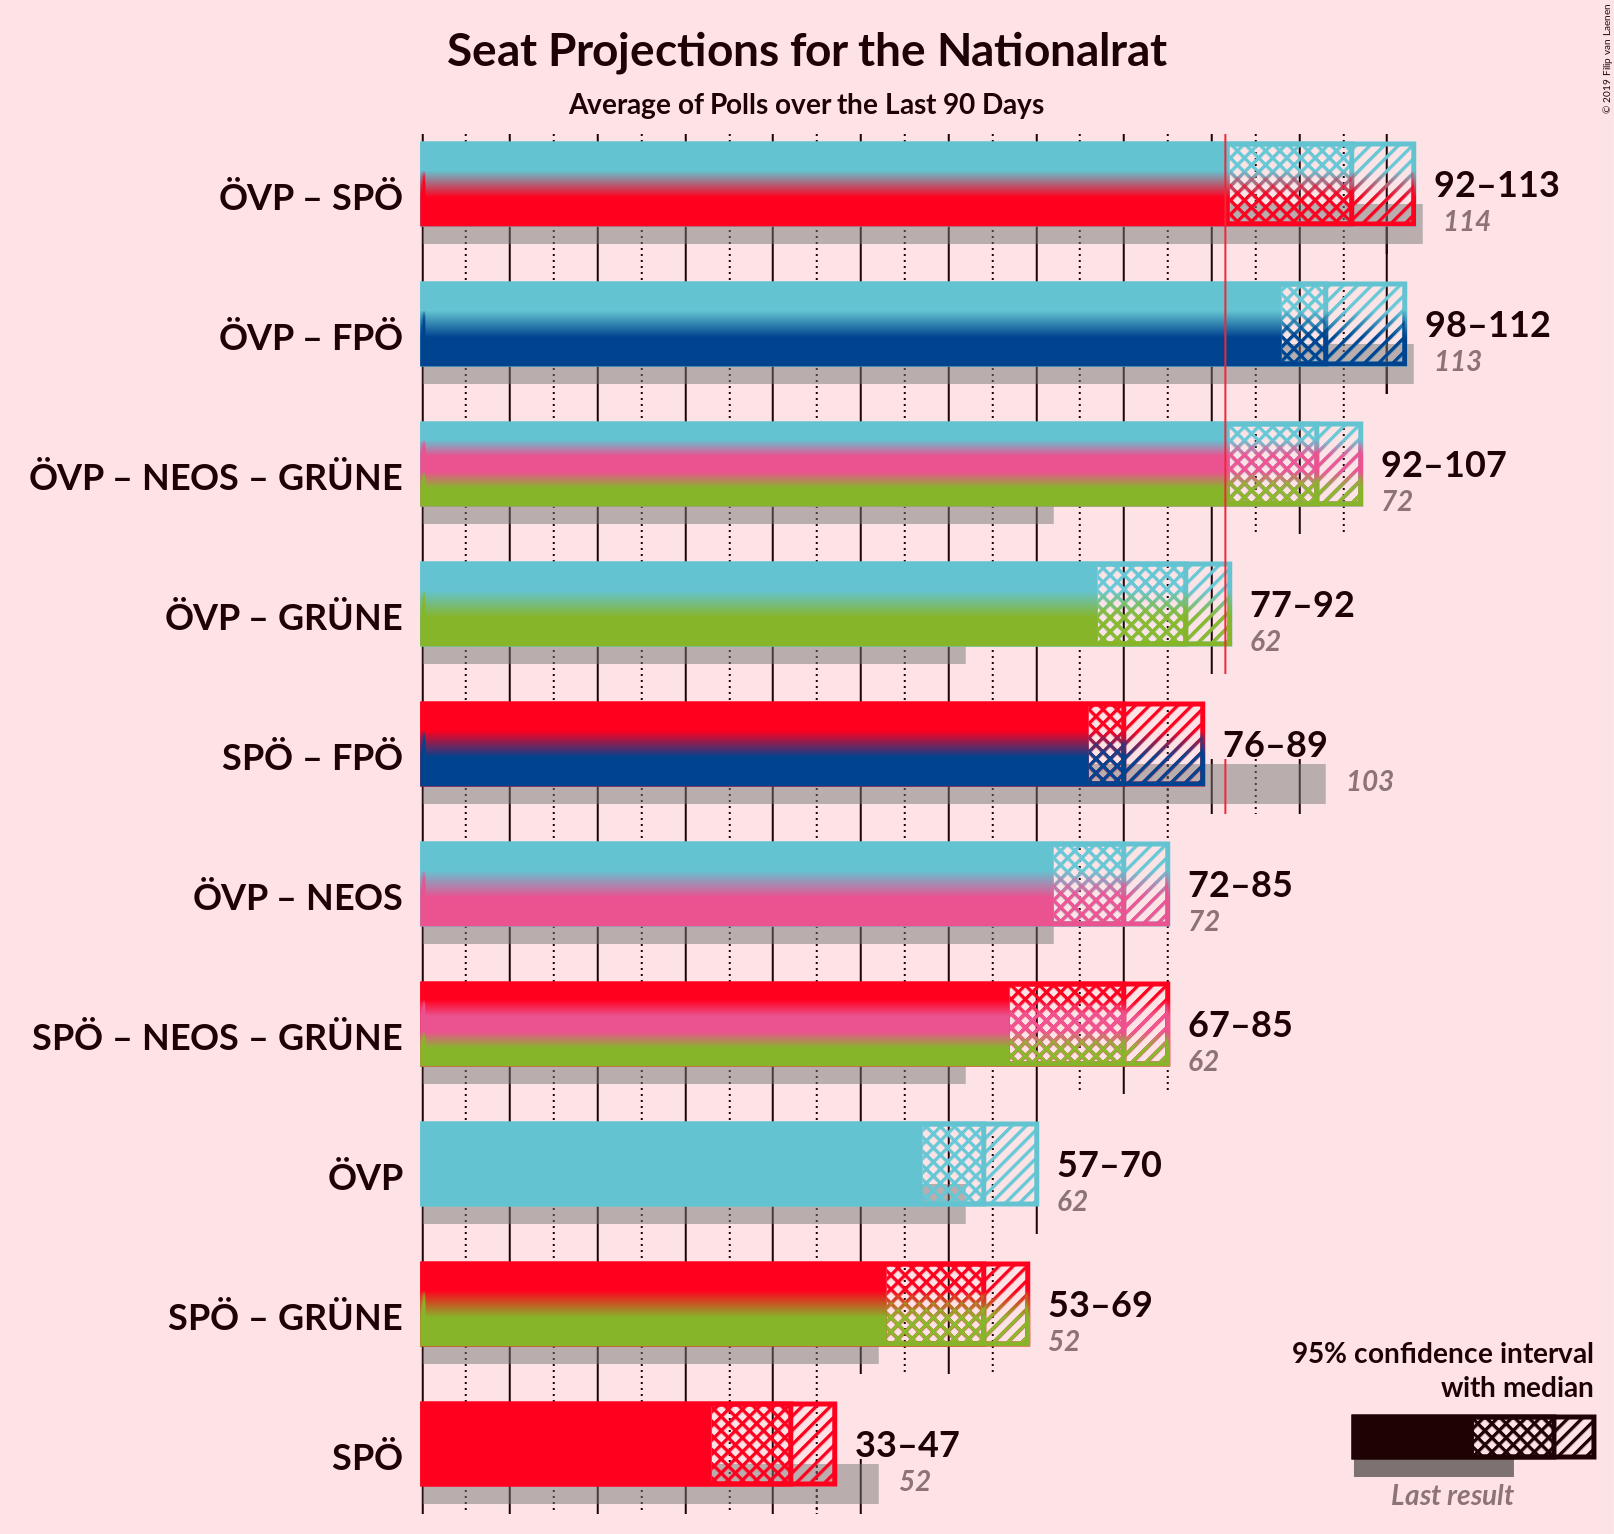 Seat Projections for the Nationalrat
Average of Polls over the Last 90 Days
© 2019 Filip van Laenen
ÖVP – SPÖ
92–113
114
ÖVP – FPÖ
98–112
113
ÖVP – NEOS – GRÜNE
92–107
72
ÖVP – GRÜNE
77–92
62
SPÖ – FPÖ
76–89
103
ÖVP – NEOS
72–85
72
SPÖ – NEOS – GRÜNE
67–85
62
ÖVP
57–70
62
SPÖ – GRÜNE
53–69
52
SPÖ
33–47
52
95% confidence interval
with median
Last result